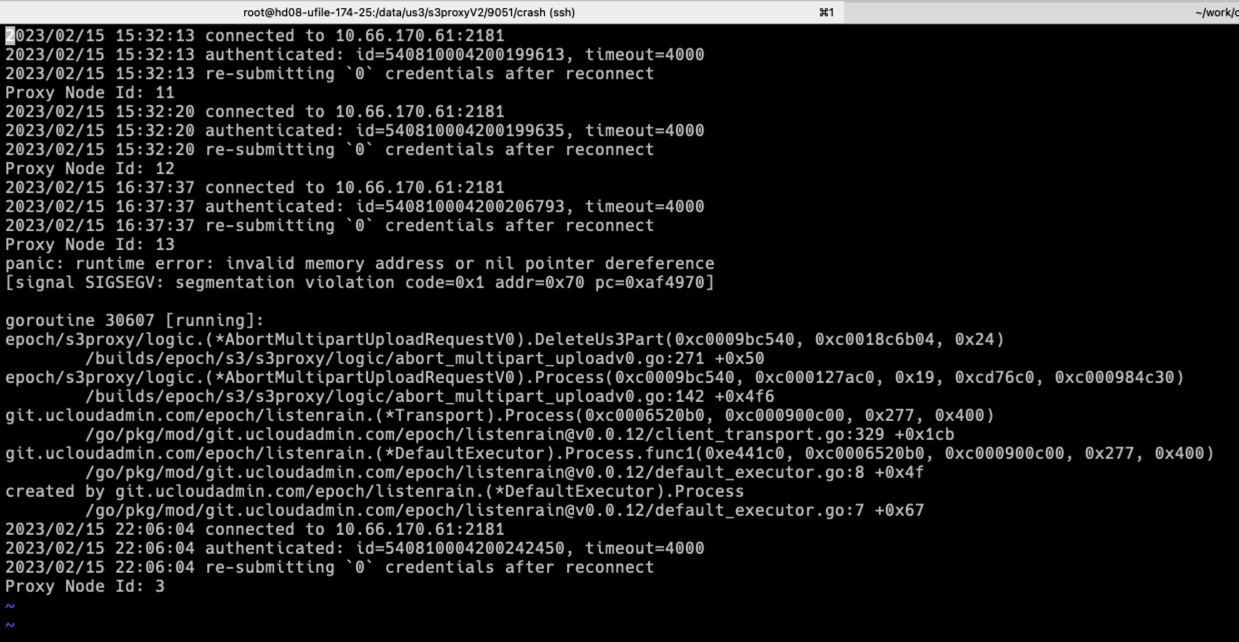 root@hd08-ufile-174-25:/data/us3/s3proxyV2/9051/crash (ssh) ⌘1 ~/work/c
2023/02/15 15:32:13 connected to 10.66.170.61:2181
2023/02/15 15:32:13 authenticated: id=540810004200199613, timeout=4000
2023/02/15 15:32:13 re-submitting `0` credentials after reconnect
Proxy Node Id: 11
2023/02/15 15:32:20 connected to 10.66.170.61:2181
2023/02/15 15:32:20 authenticated: id=540810004200199635, timeout=4000
2023/02/15 15:32:20 re-submitting `0` credentials after reconnect
Proxy Node Id: 12
2023/02/15 16:37:37 connected to 10.66.170.61:2181
2023/02/15 16:37:37 authenticated: id=540810004200206793, timeout=4000
2023/02/15 16:37:37 re-submitting `0` credentials after reconnect
Proxy Node Id: 13
panic: runtime error: invalid memory address or nil pointer dereference
[signal SIGSEGV: segmentation violation code=0x1 addr=0x70 pc=0xaf4970]
goroutine 30607 [running]:
epoch/s3proxy/logic.(*AbortMultipartUploadRequestV0).DeleteUs3Part(0xc0009bc540, 0xc0018c6b04, 0x24)
/builds/epoch/s3/s3proxy/logic/abort_multipart_uploadv0.go:271 +0x50
epoch/s3proxy/logic.(*AbortMultipartUploadRequestV0).Process(0xc0009bc540, 0xc000127ac0, 0x19, 0xcd76c0, 0xc000984c30)
/builds/epoch/s3/s3proxy/logic/abort_multipart_uploadv0.go:142 +0x4f6
git.ucloudadmin.com/epoch/listenrain.(*Transport).Process(0xc0006520b0, 0xc000900c00, 0x277, 0x400)
/go/pkg/mod/git.ucloudadmin.com/epoch/listenrain@v0.0.12/client_transport.go:329 +0x1cb
git.ucloudadmin.com/epoch/listenrain.(*DefaultExecutor).Process.func1(0xe441c0, 0xc0006520b0, 0xc000900c00, 0x277, 0x400)
/go/pkg/mod/git.ucloudadmin.com/epoch/listenrain@v0.0.12/default_executor.go:8 +0x4f
created by git.ucloudadmin.com/epoch/listenrain.(*DefaultExecutor).Process
/go/pkg/mod/git.ucloudadmin.com/epoch/listenrain@v0.0.12/default_executor.go:7 +0x67
2023/02/15 22:06:04 connected to 10.66.170.61:2181
2023/02/15 22:06:04 authenticated: id=540810004200242450, timeout=4000
2023/02/15 22:06:04 re-submitting `0` credentials after reconnect
Proxy Node Id: 3
~
~